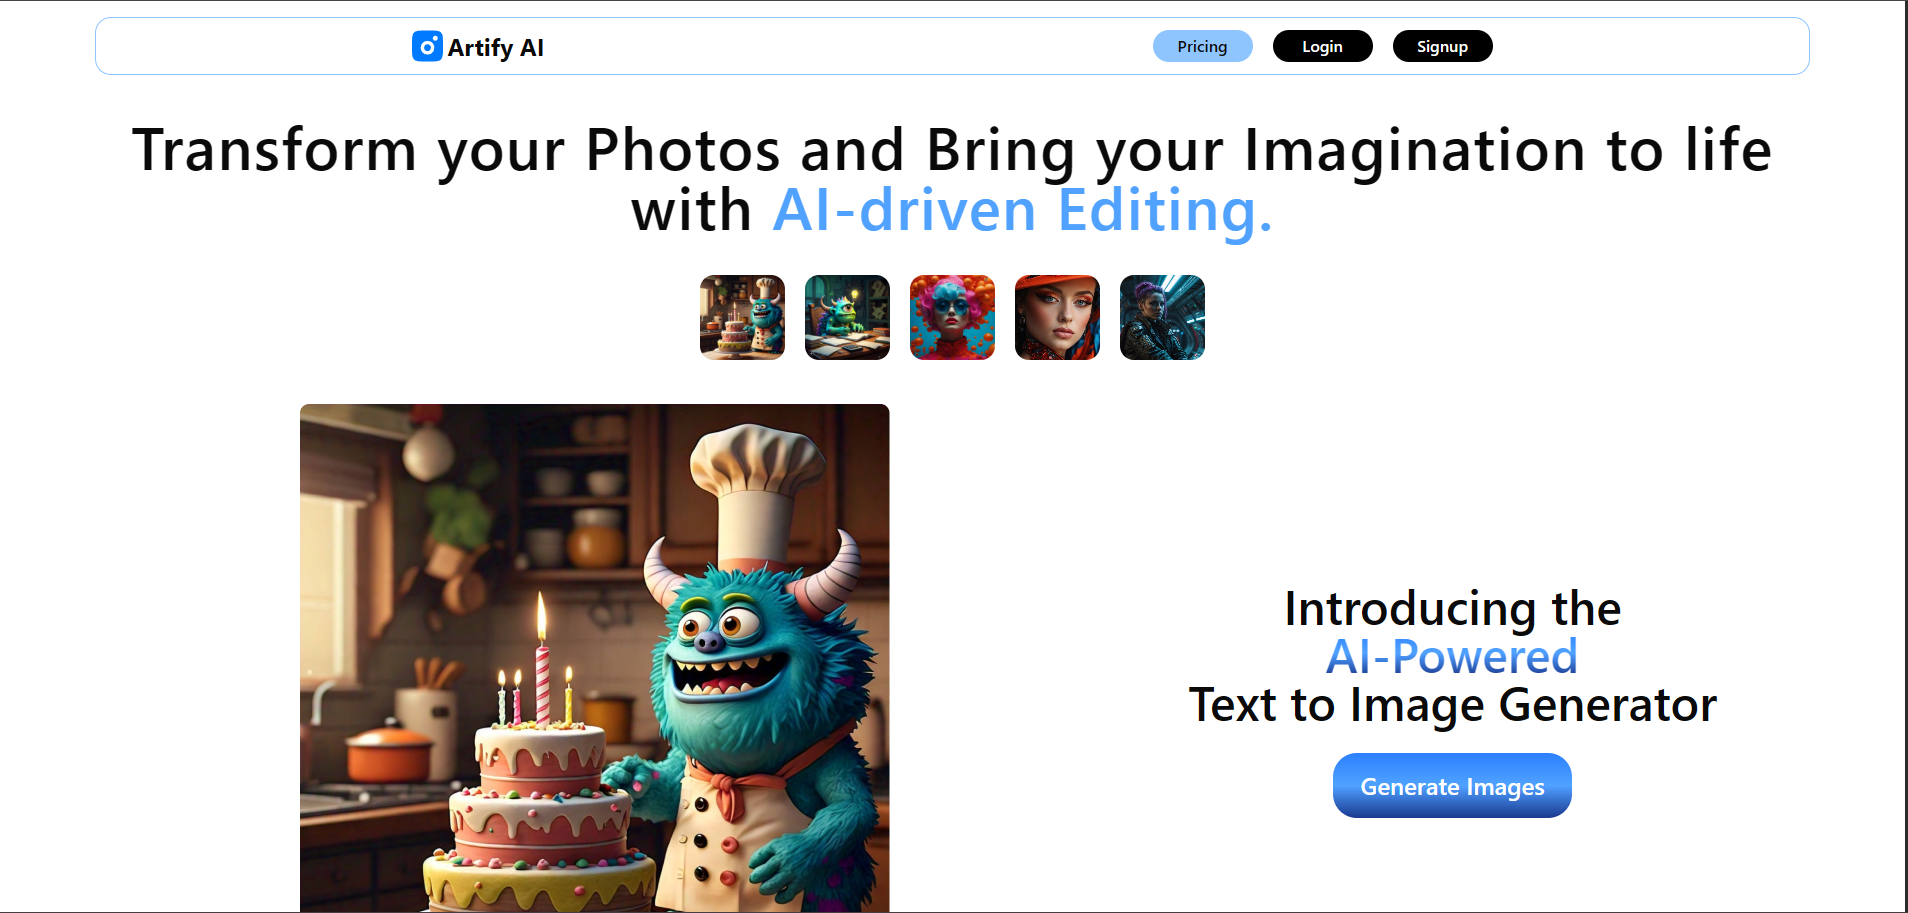 Artify AI
Pricing
Login
Signup
Transform your Photos and Bring your Imagination to life
with AI-driven Editing.
Introducing the
AI-Powered
Text to Image Generator
Generate Images